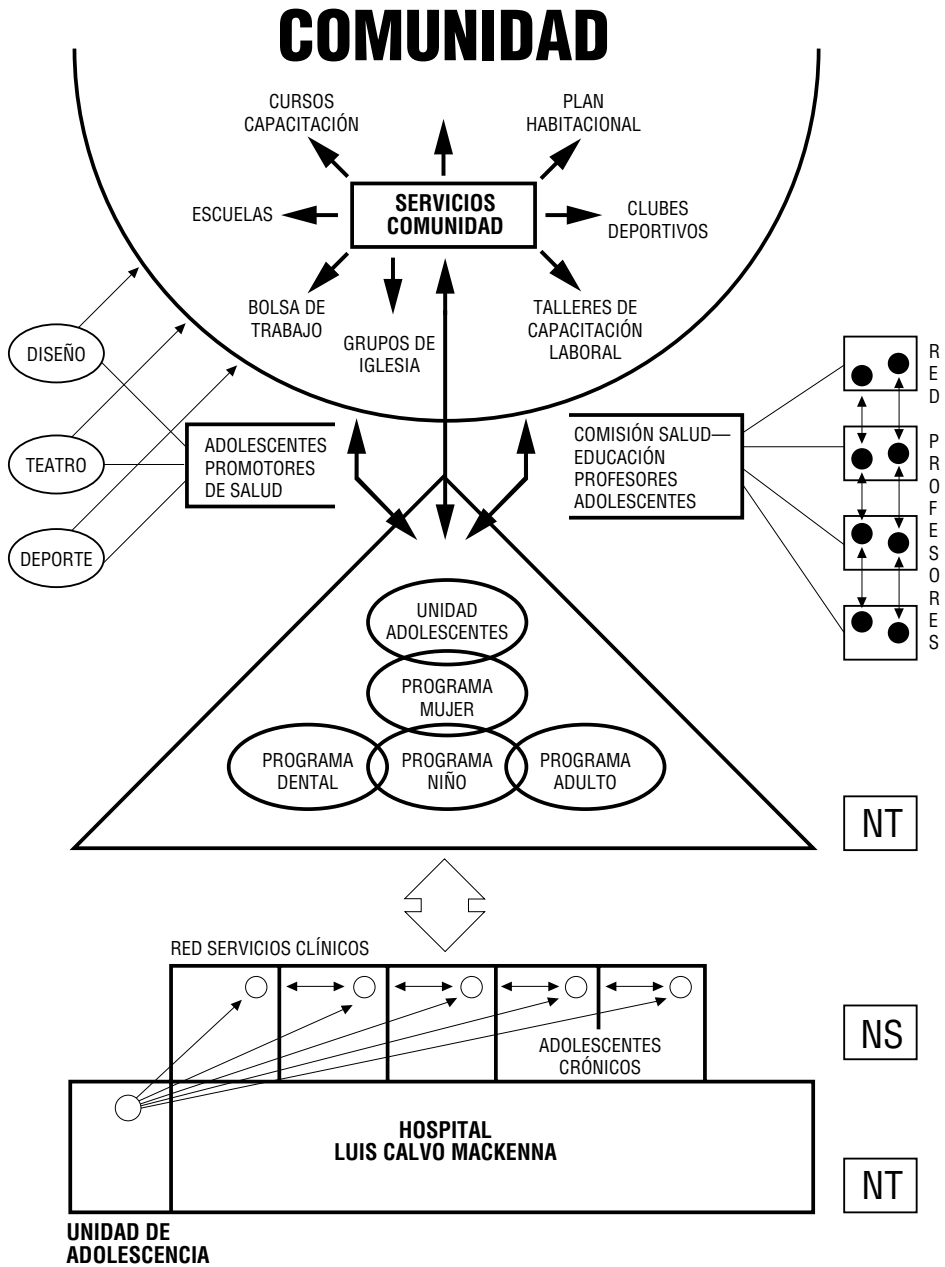 COMUNIDAD
CURSOS
CAPACITACIÓN
PLAN
HABITACIONAL
ESCUELAS
SERVICIOS
COMUNIDAD
CLUBES
DEPORTIVOS
BOLSA DE
TRABAJO
GRUPOS DE
IGLESIA
TALLERES DE
CAPACITACIÓN
LABORAL
DISEÑO
TEATRO
DEPORTE
ADOLESCENTES
PROMOTORES
DE SALUD
COMISIÓN SALUD—
EDUCACIÓN
PROFESORES
ADOLESCENTES
RED PROFESORES
UNIDAD
ADOLESCENTES
PROGRAMA
MUJER
PROGRAMA
DENTAL
PROGRAMA
NIÑO
PROGRAMA
ADULTO
NT
RED SERVICIOS CLÍNICOS
ADOLESCENTES
CRÓNICOS
NS
HOSPITAL
LUIS CALVO MACKENNA
NT
UNIDAD DE
ADOLESCENCIA